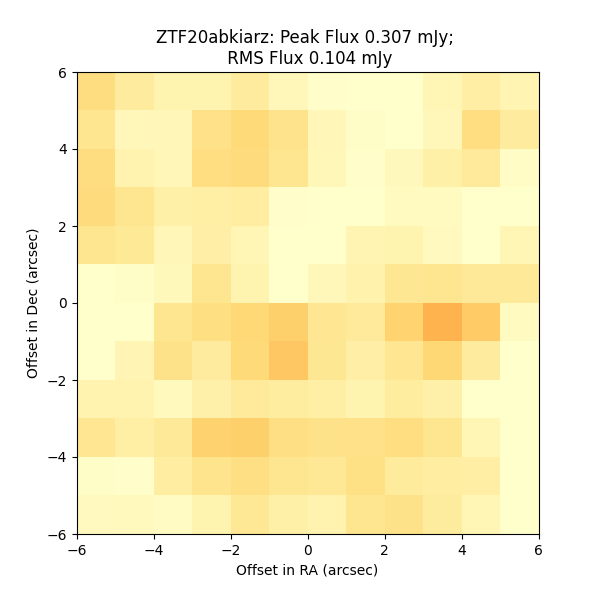 ZTF20abkiarz: Peak Flux 0.307 mJy;
RMS Flux 0.104 mJy
6
4
2
0
−2
−4
−6
Offset in Dec (arcsec)
−6 −4 −2 0 2 4 6
Offset in RA (arcsec)